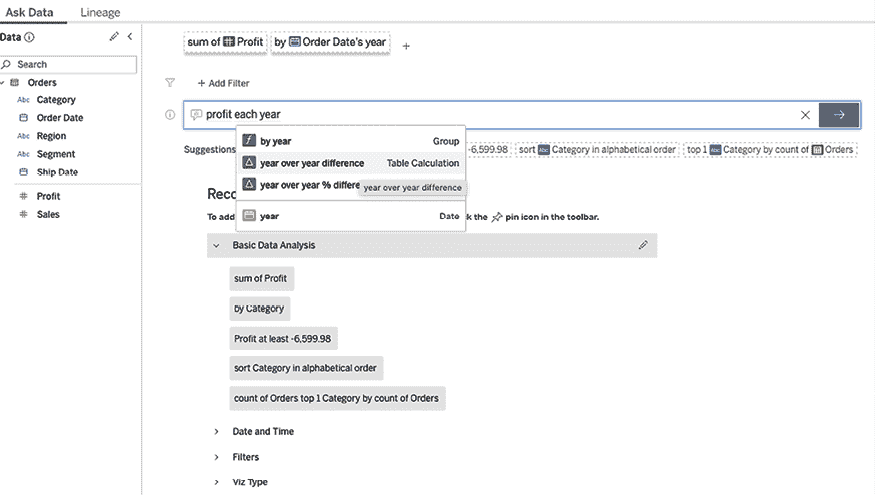 Ask Data Lineage
Data
Search
Orders
Abc Category
Order Date
Abc Region
Abc Segment
Ship Date
# Profit
# Sales
sum of Profit by Order Date's year +
+ Add Filter
profit each year
Suggestions -6,599.98 sort Abc Category in alphabetical order top 1 Abc Category by count of Orders
by year Group
year over year difference Table Calculation
year over year % differe
year over year difference
year Date
Reco
To add ck the pin icon in the toolbar.
Basic Data Analysis
sum of Profit
by Category
Profit at least -6,599.98
sort Category in alphabetical order
count of Orders top 1 Category by count of Orders
Date and Time
Filters
Viz Type